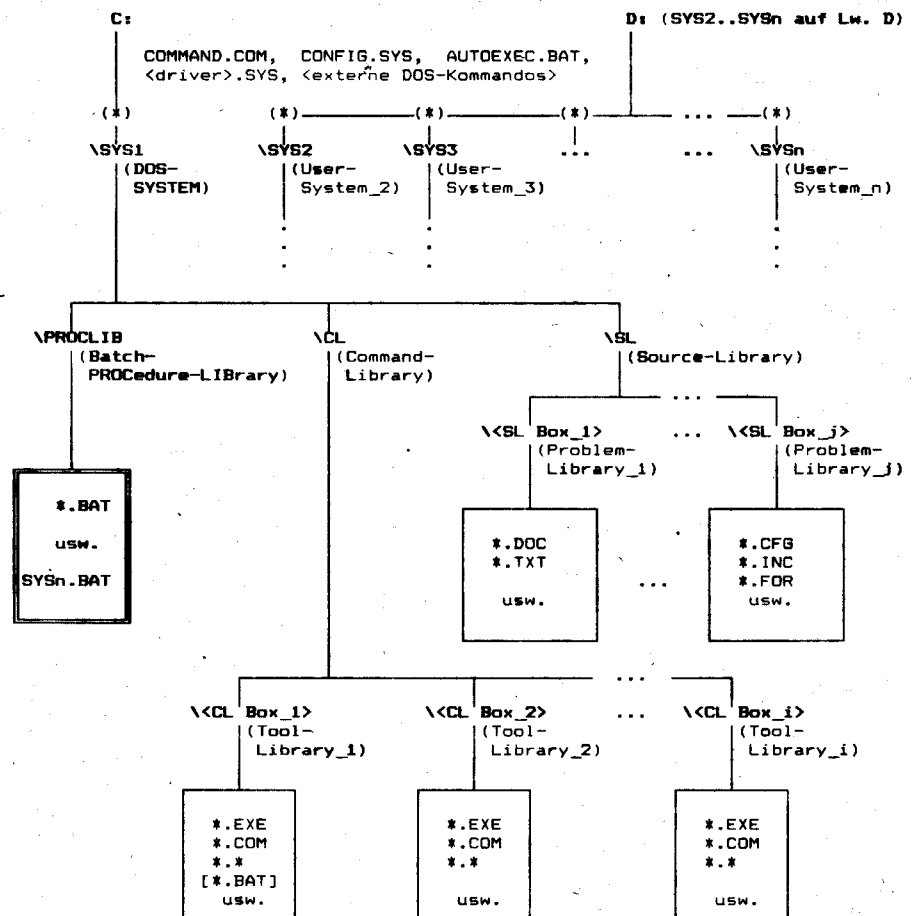 C: D: (SYS2..SYSn auf Lw. D)
COMMAND.COM, CONFIG.SYS, AUTOEXEC.BAT,
<driver>.SYS, <externe DOS-Kommandos>
(*) (*) (*) (*) ... (*)
\SYS1 \SYS2 \SYS3 ... ... \SYSn
(DOS- (User- (User- (User-
SYSTEM) System_2) System_3) System_n)
\PROCLIB \CL \SL
(Batch- (Command- (Source-Library)
PROCedure-LIBrary) Library)
...
\<SL Box_1> ... \<SL Box_j>
(Problem- (Problem-
Library_1) Library_j)
*.BAT
usw.
SYSn.BAT
*.DOC *.CFG
*.TXT *.INC
... *.FOR
usw. usw.
...
\<CL Box_1> \<CL Box_2> ... \<CL Box_i>
(Tool- (Tool- (Tool-
Library_1) Library_2) Library_i)
*.EXE *.EXE *.EXE
*.COM *.COM *.COM
*.* *.* *.*
[*.BAT]
usw. usw. usw.